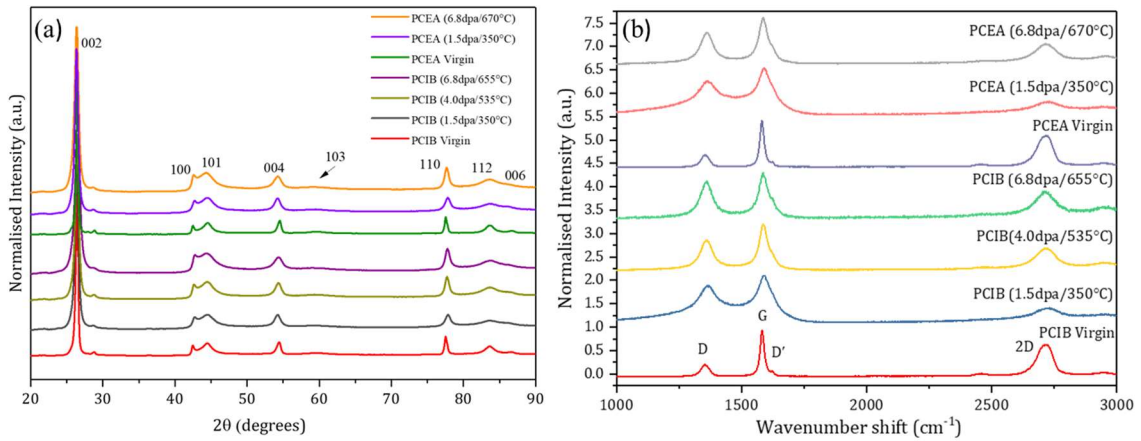 (a)
002
PCEA (6.8dpa/670°C)
PCEA (1.5dpa/350°C)
PCEA Virgin
PCIB (6.8dpa/655°C)
PCIB (4.0dpa/535°C)
PCIB (1.5dpa/350°C)
PCIB Virgin
100
101
004
103
110
112
006
Normalised Intensity (a.u.)
20 30 40 50 60 70 80 90
2θ (degrees)
(b)
7.5
7.0
6.5
6.0
5.5
5.0
4.5
4.0
3.5
3.0
2.5
2.0
1.5
1.0
0.5
0.0
Normalised Intensity (a.u.)
PCEA (6.8dpa/670°C)
PCEA (1.5dpa/350°C)
PCEA Virgin
PCIB (6.8dpa/655°C)
PCIB(4.0dpa/535°C)
PCIB (1.5dpa/350°C)
PCIB Virgin
D
G
D′
2D
1000 1500 2000 2500 3000
Wavenumber shift (cm-1)